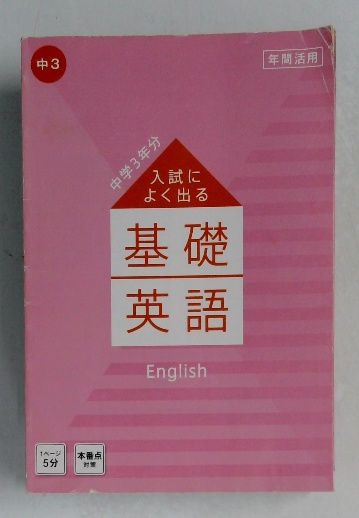 中3
年間活用
中学3年分
入試に
よく出る
基礎
英語
English
1ページ
5分
本番点
対策